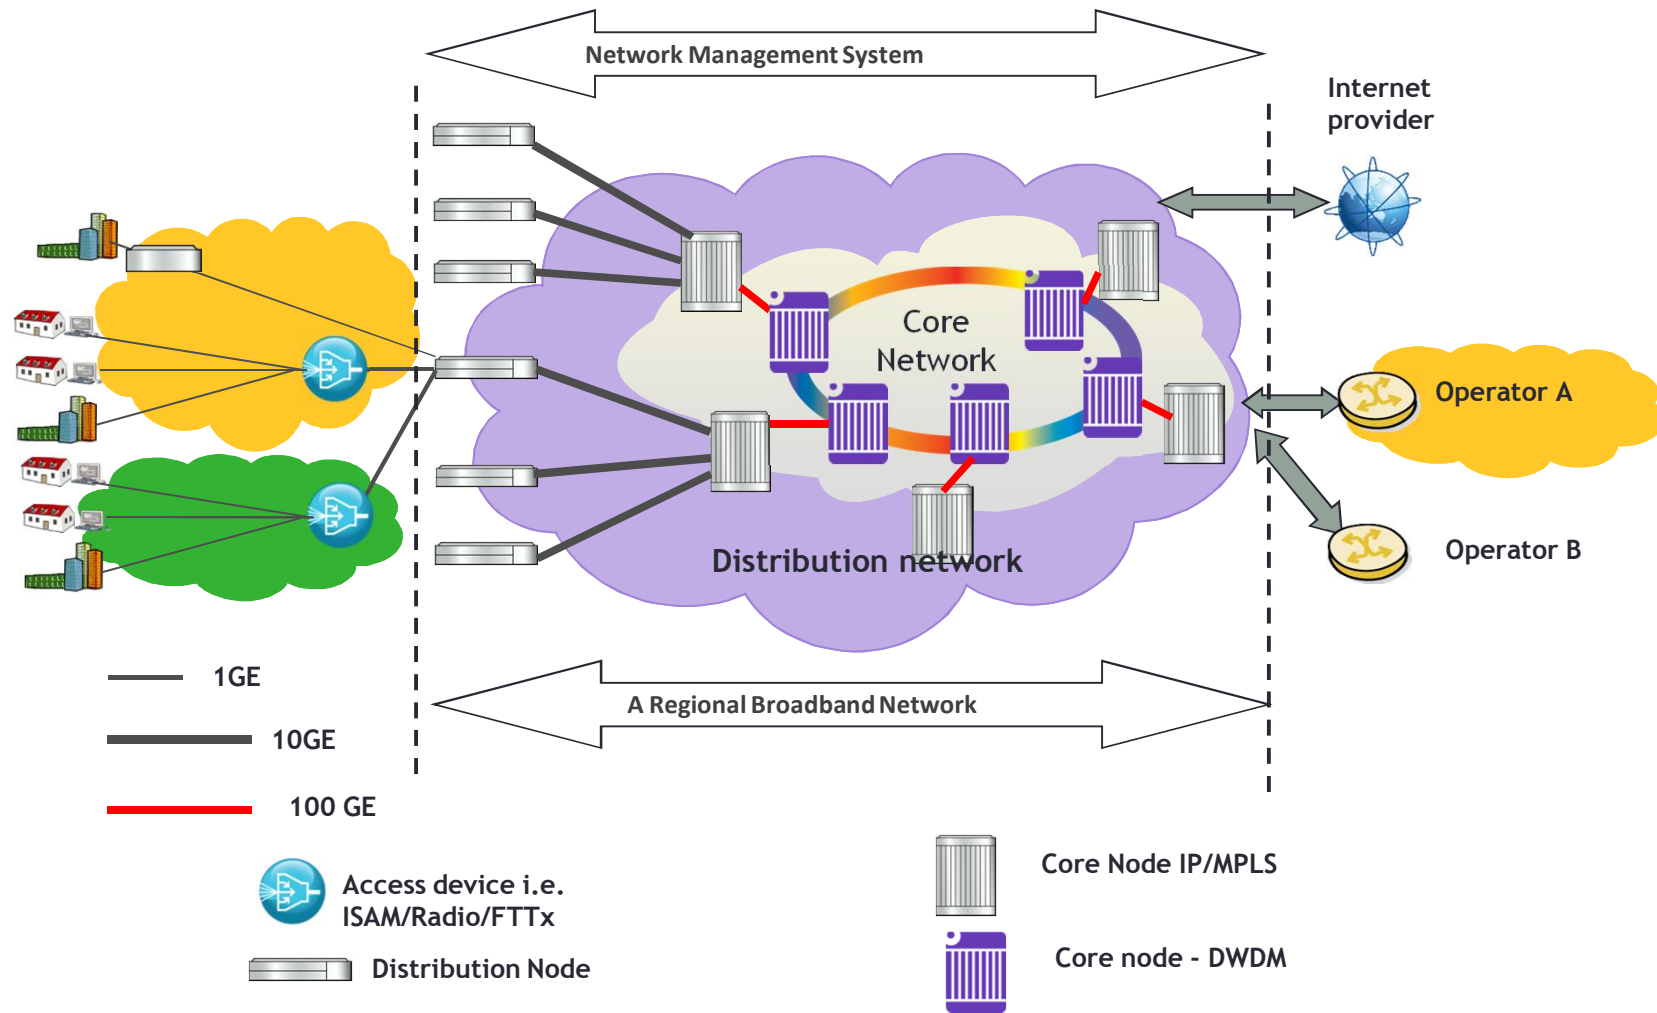 Network Management System
Internet
provider
Core
Network
Operator A
Operator B
Distribution network
A Regional Broadband Network
1GE
10GE
100 GE
Access device i.e.
ISAM/Radio/FTTx
Distribution Node
Core Node IP/MPLS
Core node - DWDM